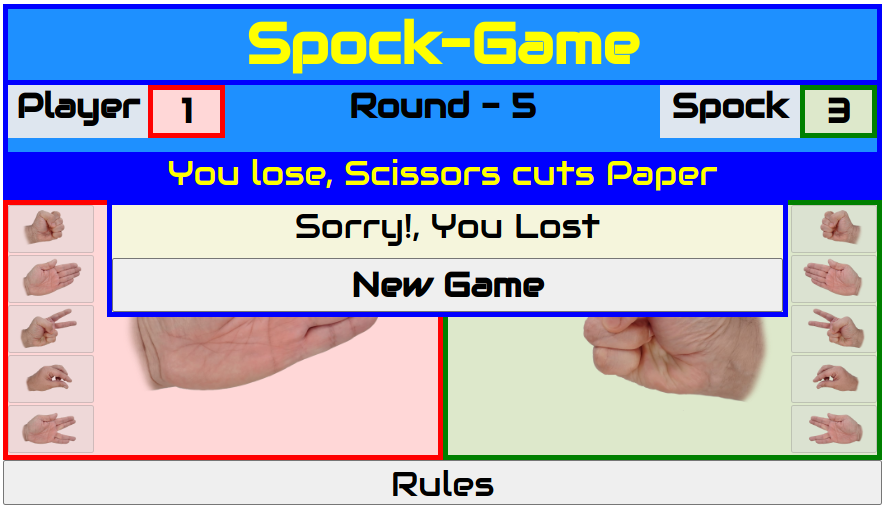 Spock-Game
Player 1 Round - 5 Spock 3
You lose, Scissors cuts Paper
Sorry!, You Lost
New Game
Rules